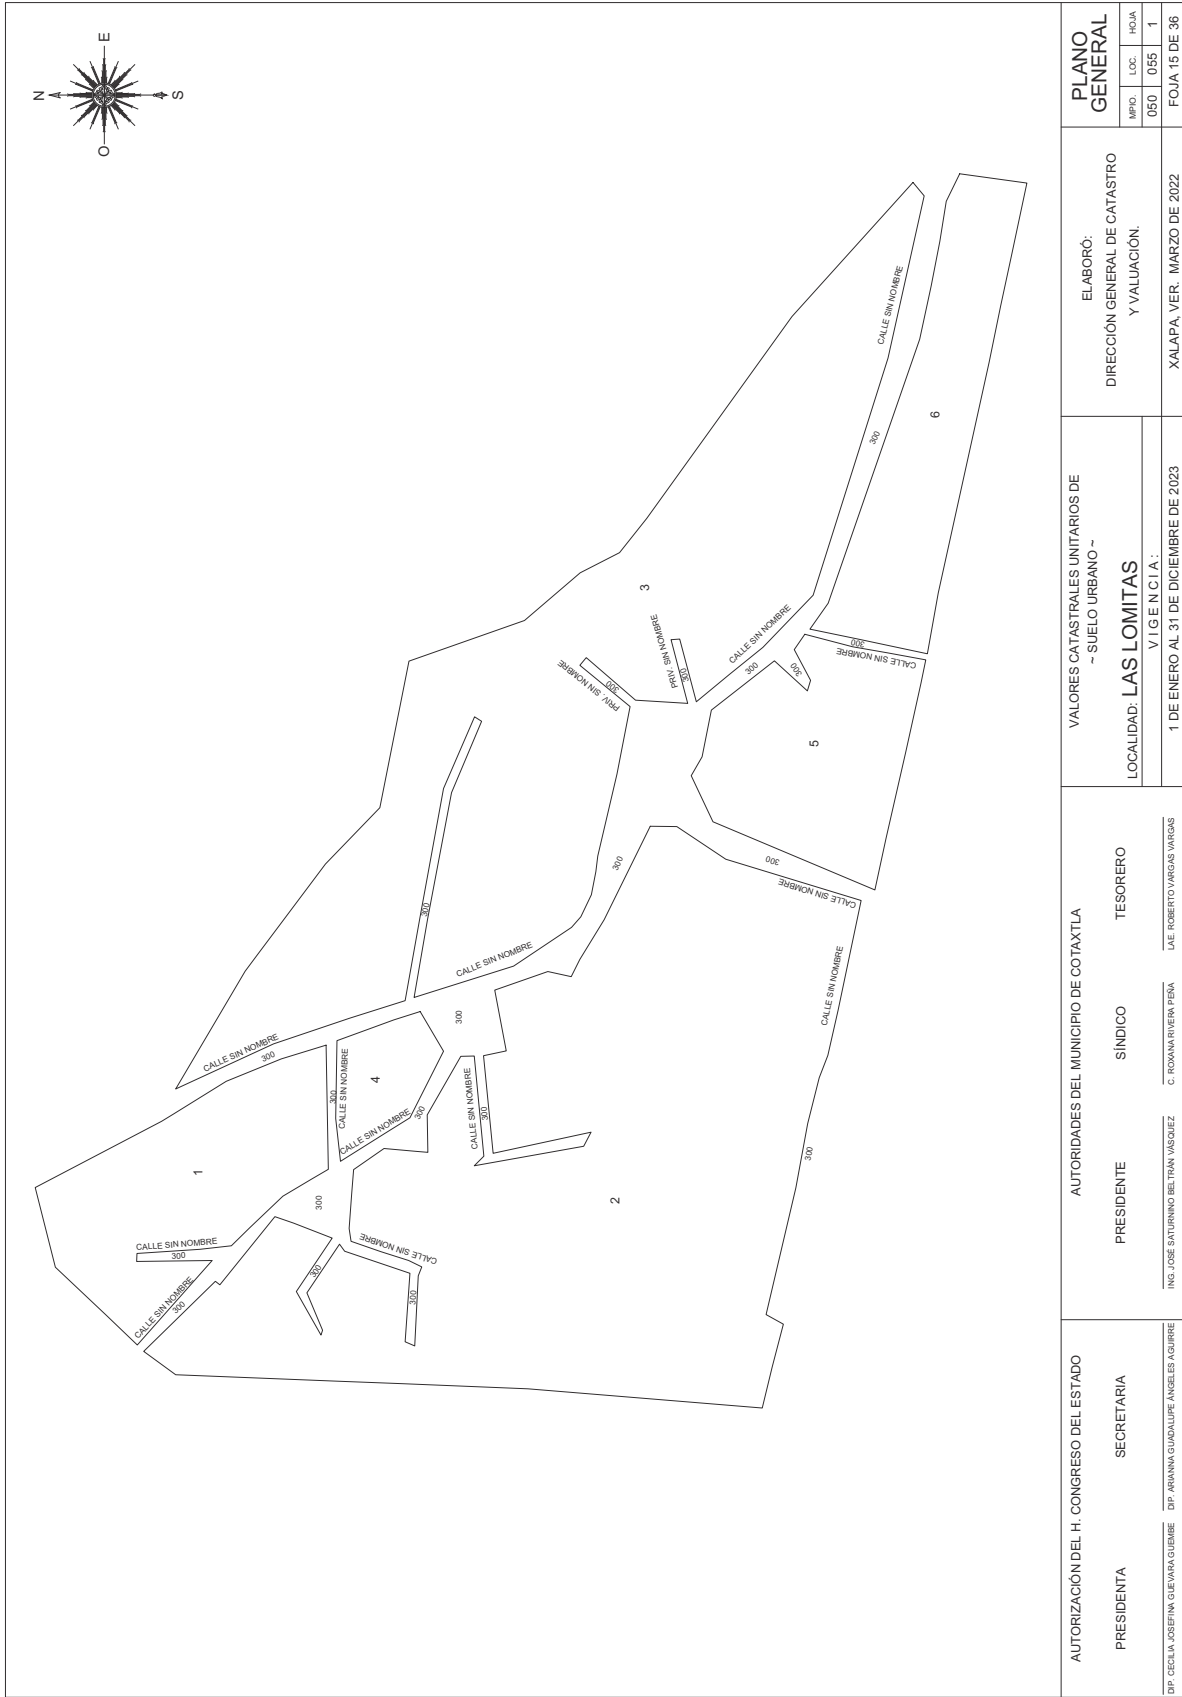 N
E
O
S
CALLE SIN NOMBRE
300
CALLE SIN NOMBRE
300
1
CALLE SIN NOMBRE
300
300
CALLE SIN NOMBRE
300
4
CALLE SIN NOMBRE
300
300
CALLE SIN NOMBRE
300
300
300
CALLE SIN NOMBRE
300
CALLE SIN NOMBRE
300
2
300
CALLE SIN NOMBRE
300
CALLE SIN NOMBRE
300
PRIV. SIN NOMBRE
300
PRIV. SIN NOMBRE
300
3
CALLE SIN NOMBRE
300
300
5
CALLE SIN NOMBRE
300
CALLE SIN NOMBRE
300
6
AUTORIZACIÓN DEL H. CONGRESO DEL ESTADO
PRESIDENTA
SECRETARIA
DIP. CECILIA JOSEFINA GUEVARA GUEMBE
DIP. ARIANNA GUADALUPE ÁNGELES AGUIRRE
AUTORIDADES DEL MUNICIPIO DE COTAXTLA
PRESIDENTE
SÍNDICO
TESORERO
ING. JOSÉ SATURNINO BELTRÁN VÁSQUEZ
C. ROXANA RIVERA PEÑA
L.A.E. ROBERTO VARGAS VARGAS
VALORES CATASTRALES UNITARIOS DE
~ SUELO URBANO ~
LOCALIDAD: LAS LOMITAS
V I G E N C I A :
1 DE ENERO AL 31 DE DICIEMBRE DE 2023
ELABORÓ:
DIRECCIÓN GENERAL DE CATASTRO
Y VALUACIÓN.
XALAPA, VER. MARZO DE 2022
PLANO
GENERAL
MPIO. LOC. HOJA
050 055 1
FOJA 15 DE 36